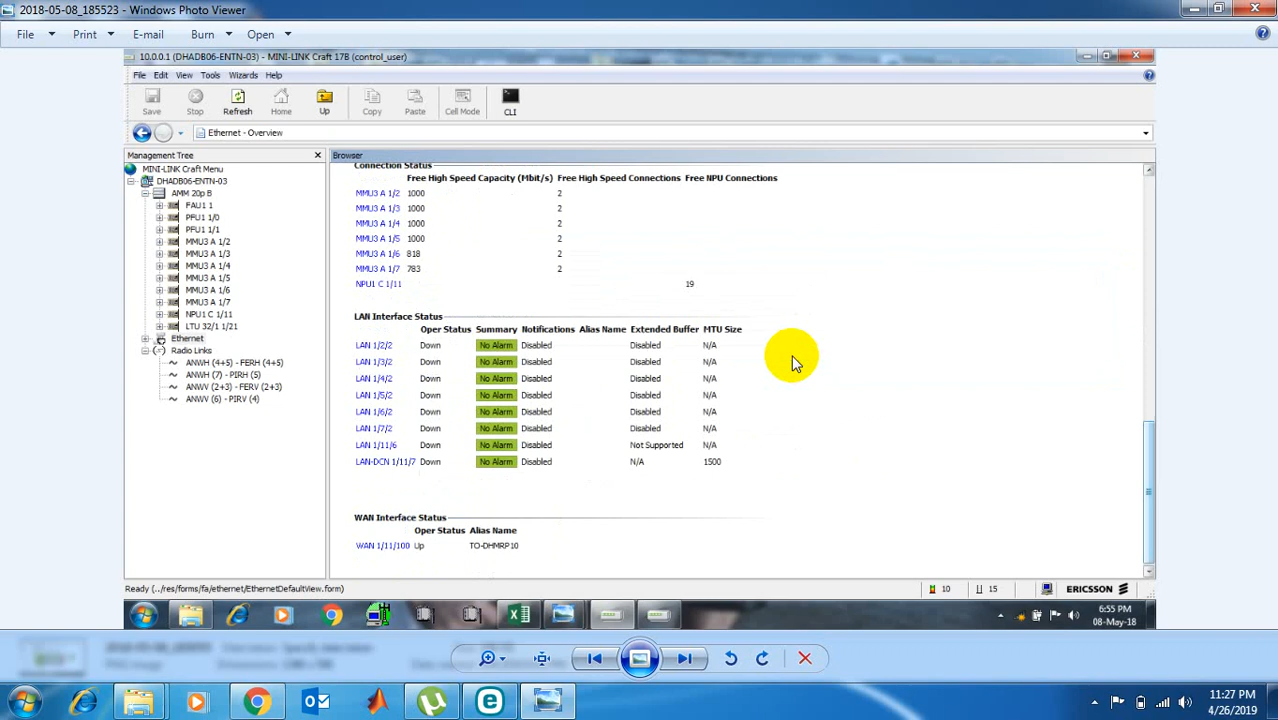 2018-05-08_185523 - Windows Photo Viewer
File Print E-mail Burn Open
10.0.0.1 (DHADB06-ENTN-03) - MINI-LINK Craft 17B (control_user)
File Edit View Tools Wizards Help
Save Stop Refresh Home Up Copy Paste Cell Mode CLI
Ethernet - Overview
Management Tree
MINI-LINK Craft Menu
DHADB06-ENTN-03
AMM 20p B
FAU1 1
PFU1 1/0
PFU1 1/1
MMU3 A 1/2
MMU3 A 1/3
MMU3 A 1/4
MMU3 A 1/5
MMU3 A 1/6
MMU3 A 1/7
NPU1 C 1/11
LTU 32/1 1/21
Ethernet
Radio Links
ANWH (4+5) - FERH (4+5)
ANWH (7) - PIRH (5)
ANWV (2+3) - FERV (2+3)
ANWV (6) - PIRV (4)
Browser
Connection Status
Free High Speed Capacity (Mbit/s) Free High Speed Connections Free NPU Connections
MMU3 A 1/2 1000 2
MMU3 A 1/3 1000 2
MMU3 A 1/4 1000 2
MMU3 A 1/5 1000 2
MMU3 A 1/6 818 2
MMU3 A 1/7 783 2
NPU1 C 1/11 19
LAN Interface Status
Oper Status Summary Notifications Alias Name Extended Buffer MTU Size
LAN 1/2/2 Down No Alarm Disabled Disabled N/A
LAN 1/3/2 Down No Alarm Disabled Disabled N/A
LAN 1/4/2 Down No Alarm Disabled Disabled N/A
LAN 1/5/2 Down No Alarm Disabled Disabled N/A
LAN 1/6/2 Down No Alarm Disabled Disabled N/A
LAN 1/7/2 Down No Alarm Disabled Disabled N/A
LAN 1/11/6 Down No Alarm Disabled Not Supported N/A
LAN-DCN 1/11/7 Down No Alarm Disabled N/A 1500
WAN Interface Status
Oper Status Alias Name
WAN 1/11/100 Up TO-DHMRP10
Ready (../res/forms/fa/ethernet/EthernetDefaultView.form) 10 15 ERICSSON
6:55 PM
08-May-18
11:27 PM
4/26/2019